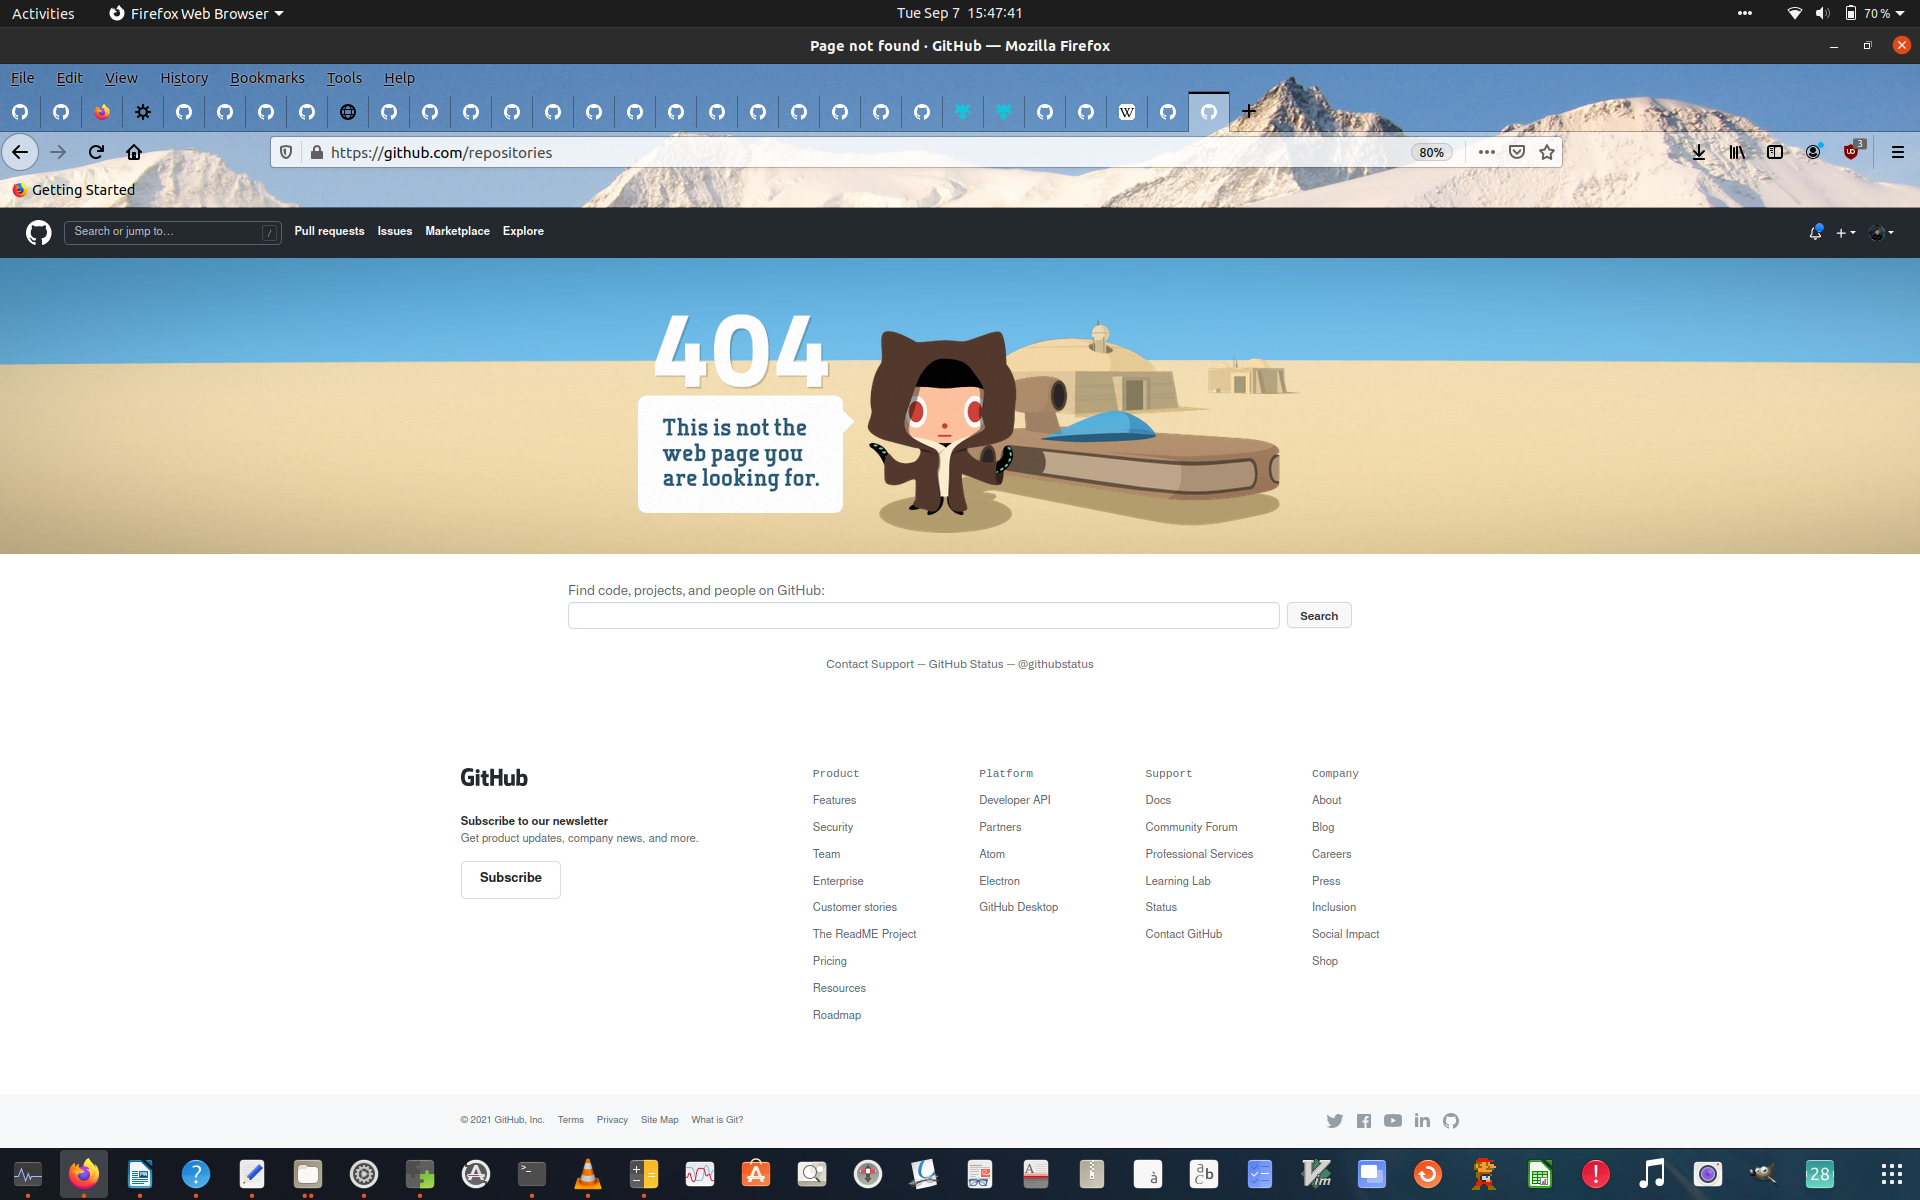 Activities
Firefox Web Browser
Tue Sep 7 15:47:41
70 %
Page not found · GitHub — Mozilla Firefox
File Edit View History Bookmarks Tools Help
W
https://github.com/repositories
80%
3
Getting Started
Search or jump to…
/
Pull requests Issues Marketplace Explore
404
This is not the
web page you
are looking for.
Find code, projects, and people on GitHub:
Search
Contact Support — GitHub Status — @githubstatus
GitHub
Subscribe to our newsletter
Get product updates, company news, and more.
Subscribe
Product
Features
Security
Team
Enterprise
Customer stories
The ReadME Project
Pricing
Resources
Roadmap
Platform
Developer API
Partners
Atom
Electron
GitHub Desktop
Support
Docs
Community Forum
Professional Services
Learning Lab
Status
Contact GitHub
Company
About
Blog
Careers
Press
Inclusion
Social Impact
Shop
© 2021 GitHub, Inc. Terms Privacy Site Map What is Git?
28